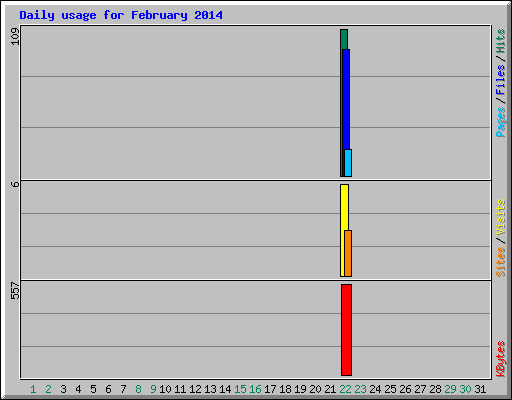 Daily usage for February 2014
109
Pages / Files / Hits
6
Sites / Visits
557
KBytes
1 2 3 4 5 6 7 8 9 10 11 12 13 14 15 16 17 18 19 20 21 22 23 24 25 26 27 28 29 30 31